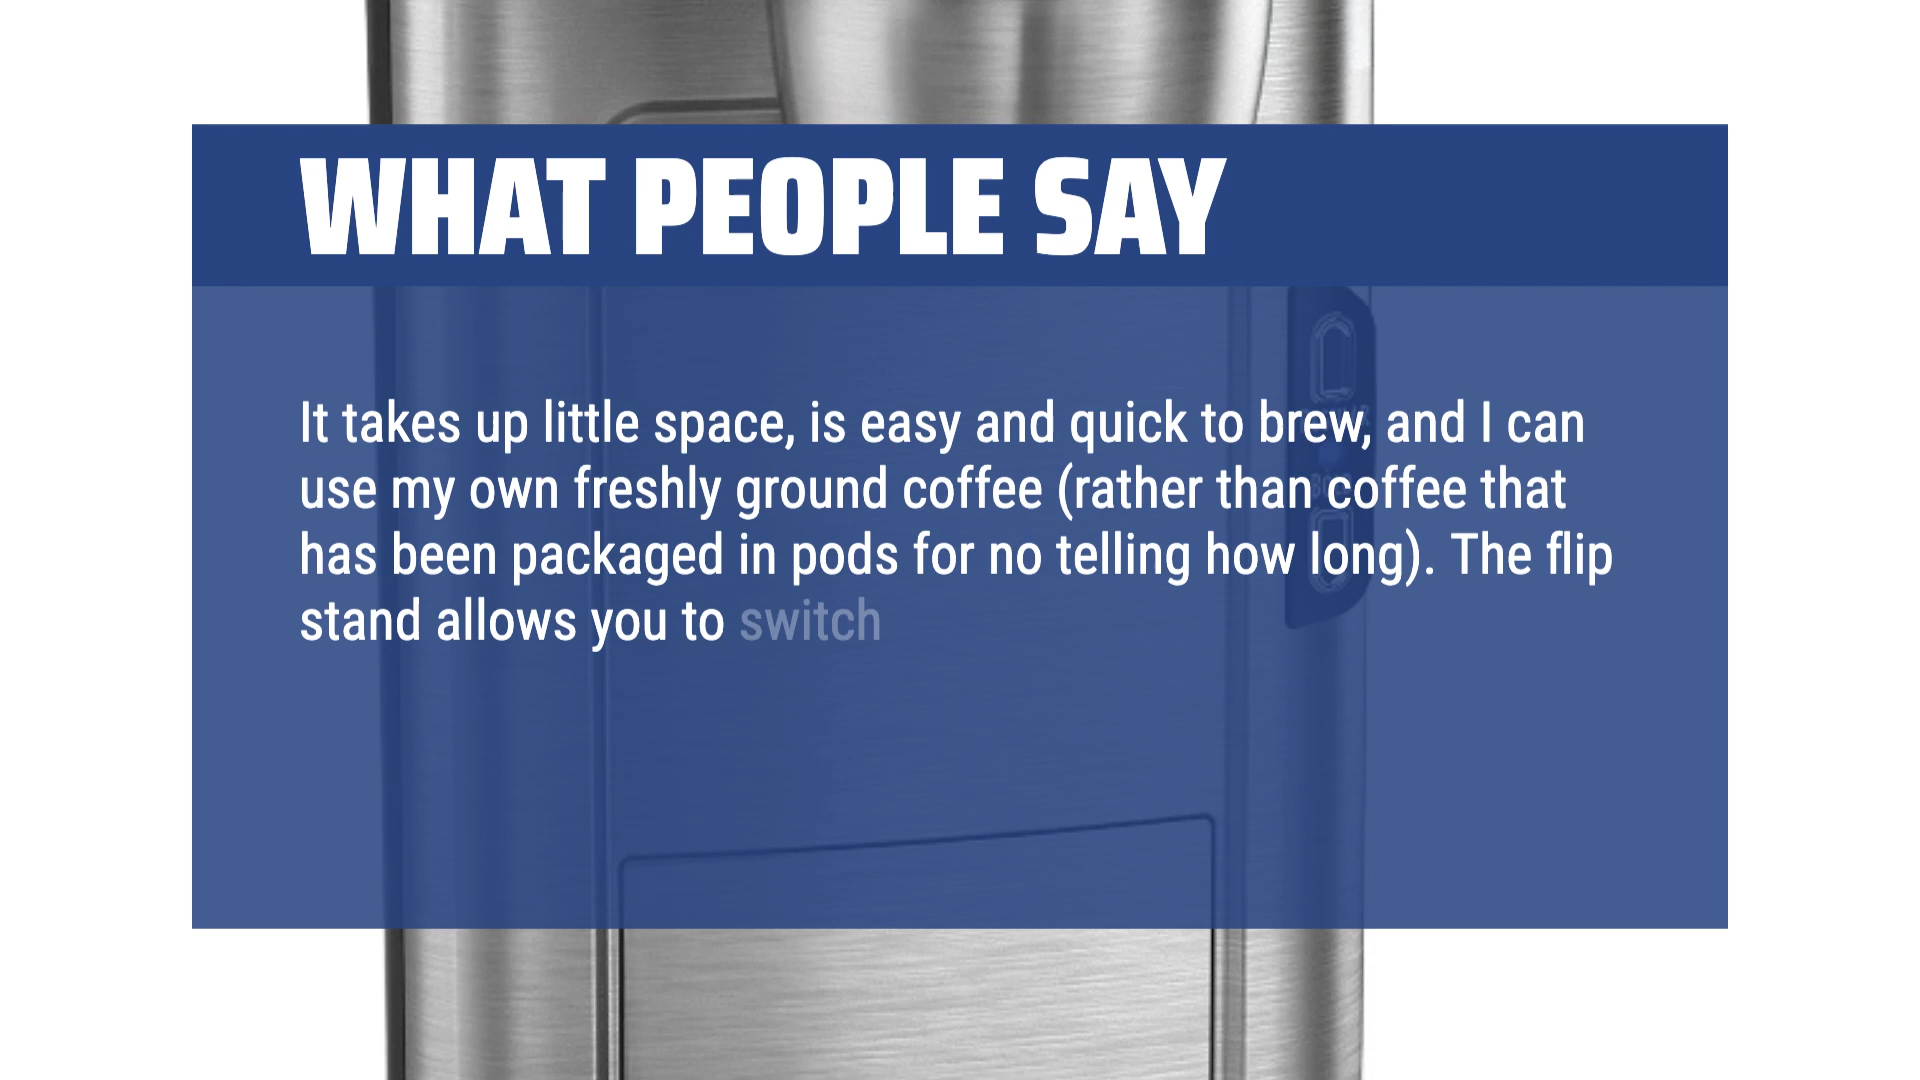 WHAT PEOPLE SAY
It takes up little space, is easy and quick to brew, and I can
use my own freshly ground coffee (rather than coffee that
has been packaged in pods for no telling how long). The flip
stand allows you to switch